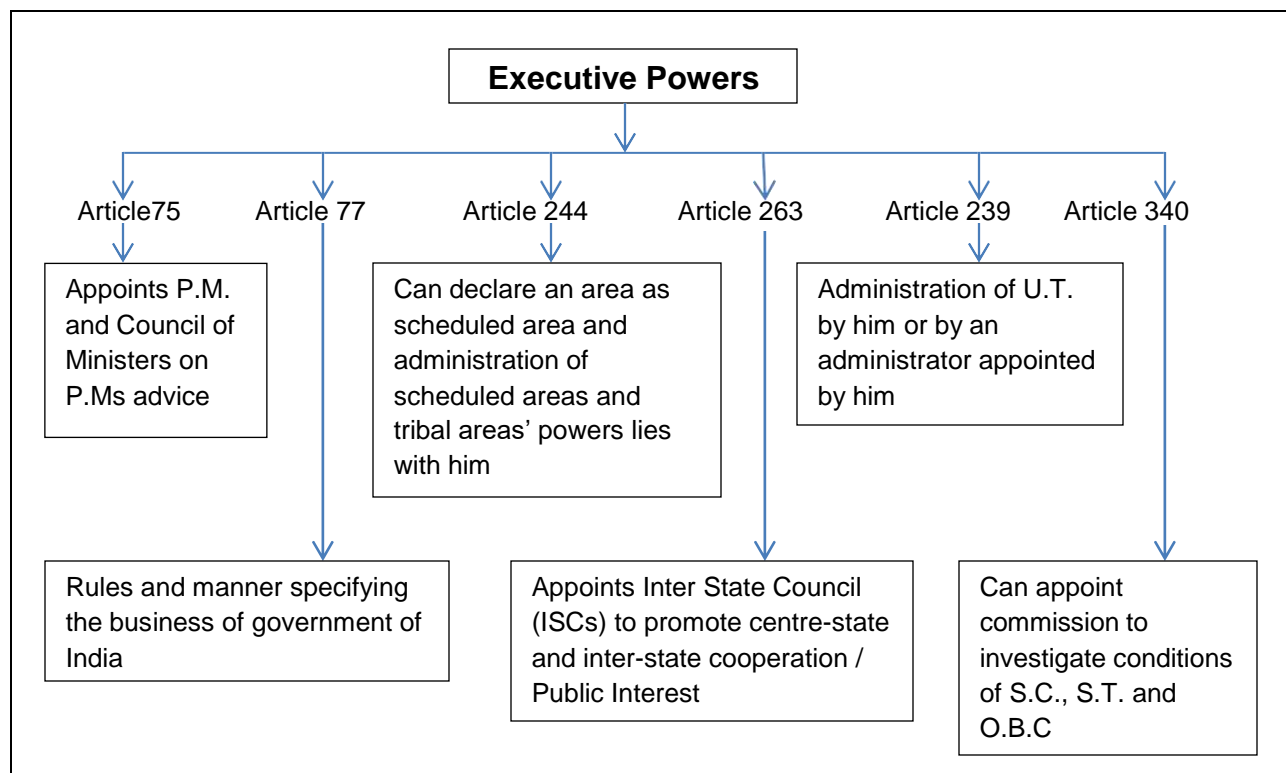 Executive Powers
Article75
Article 77
Article 244
Article 263
Article 239
Article 340
Appoints P.M.
and Council of
Ministers on
P.Ms advice
Can declare an area as
scheduled area and
administration of
scheduled areas and
tribal areas’ powers lies
with him
Administration of U.T.
by him or by an
administrator appointed
by him
Rules and manner specifying
the business of government of
India
Appoints Inter State Council
(ISCs) to promote centre-state
and inter-state cooperation /
Public Interest
Can appoint
commission to
investigate conditions
of S.C., S.T. and
O.B.C